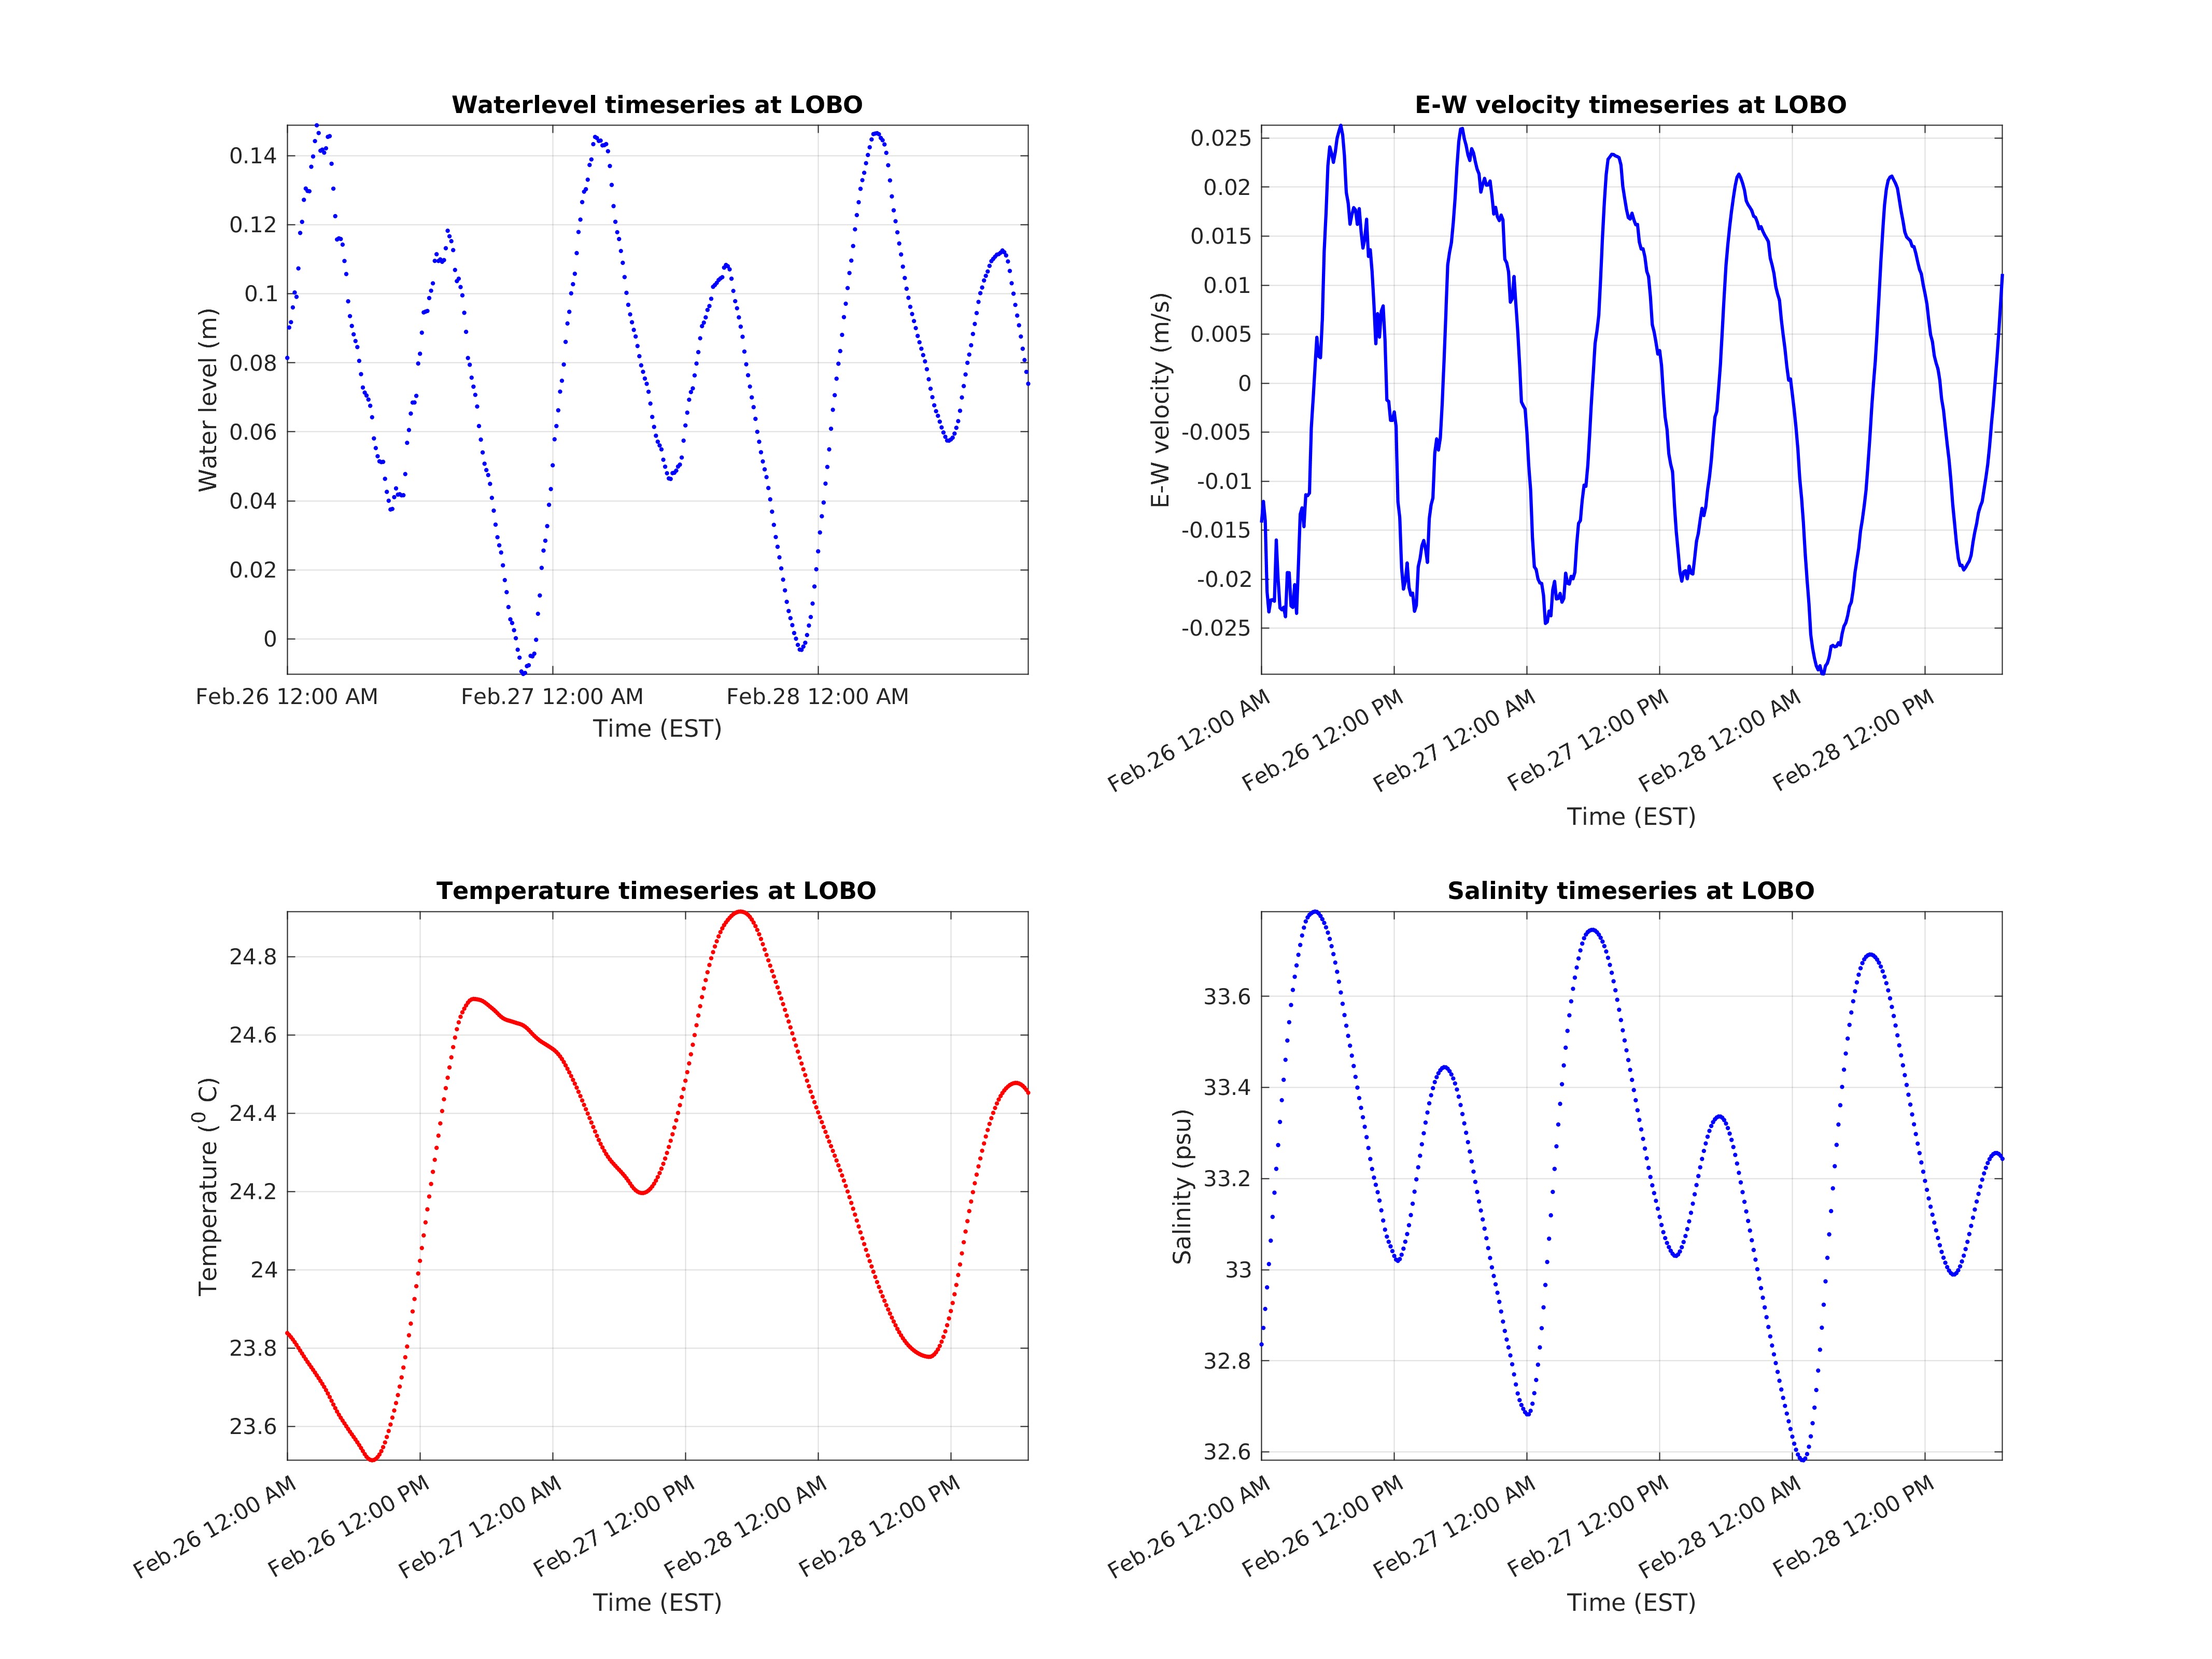 Waterlevel timeseries at LOBO
0.14
0.12
0.1
0.08
0.06
0.04
0.02
0
Water level (m)
Feb.26 12:00 AM
Feb.27 12:00 AM
Feb.28 12:00 AM
Time (EST)
E-W velocity timeseries at LOBO
0.025
0.02
0.015
0.01
0.005
0
-0.005
-0.01
-0.015
-0.02
-0.025
E-W velocity (m/s)
Feb.26 12:00 AM
Feb.26 12:00 PM
Feb.27 12:00 AM
Feb.27 12:00 PM
Feb.28 12:00 AM
Feb.28 12:00 PM
Time (EST)
Temperature timeseries at LOBO
24.8
24.6
24.4
24.2
24
23.8
23.6
Temperature (⁰ C)
Feb.26 12:00 AM
Feb.26 12:00 PM
Feb.27 12:00 AM
Feb.27 12:00 PM
Feb.28 12:00 AM
Feb.28 12:00 PM
Time (EST)
Salinity timeseries at LOBO
33.6
33.4
33.2
33
32.8
32.6
Salinity (psu)
Feb.26 12:00 AM
Feb.26 12:00 PM
Feb.27 12:00 AM
Feb.27 12:00 PM
Feb.28 12:00 AM
Feb.28 12:00 PM
Time (EST)